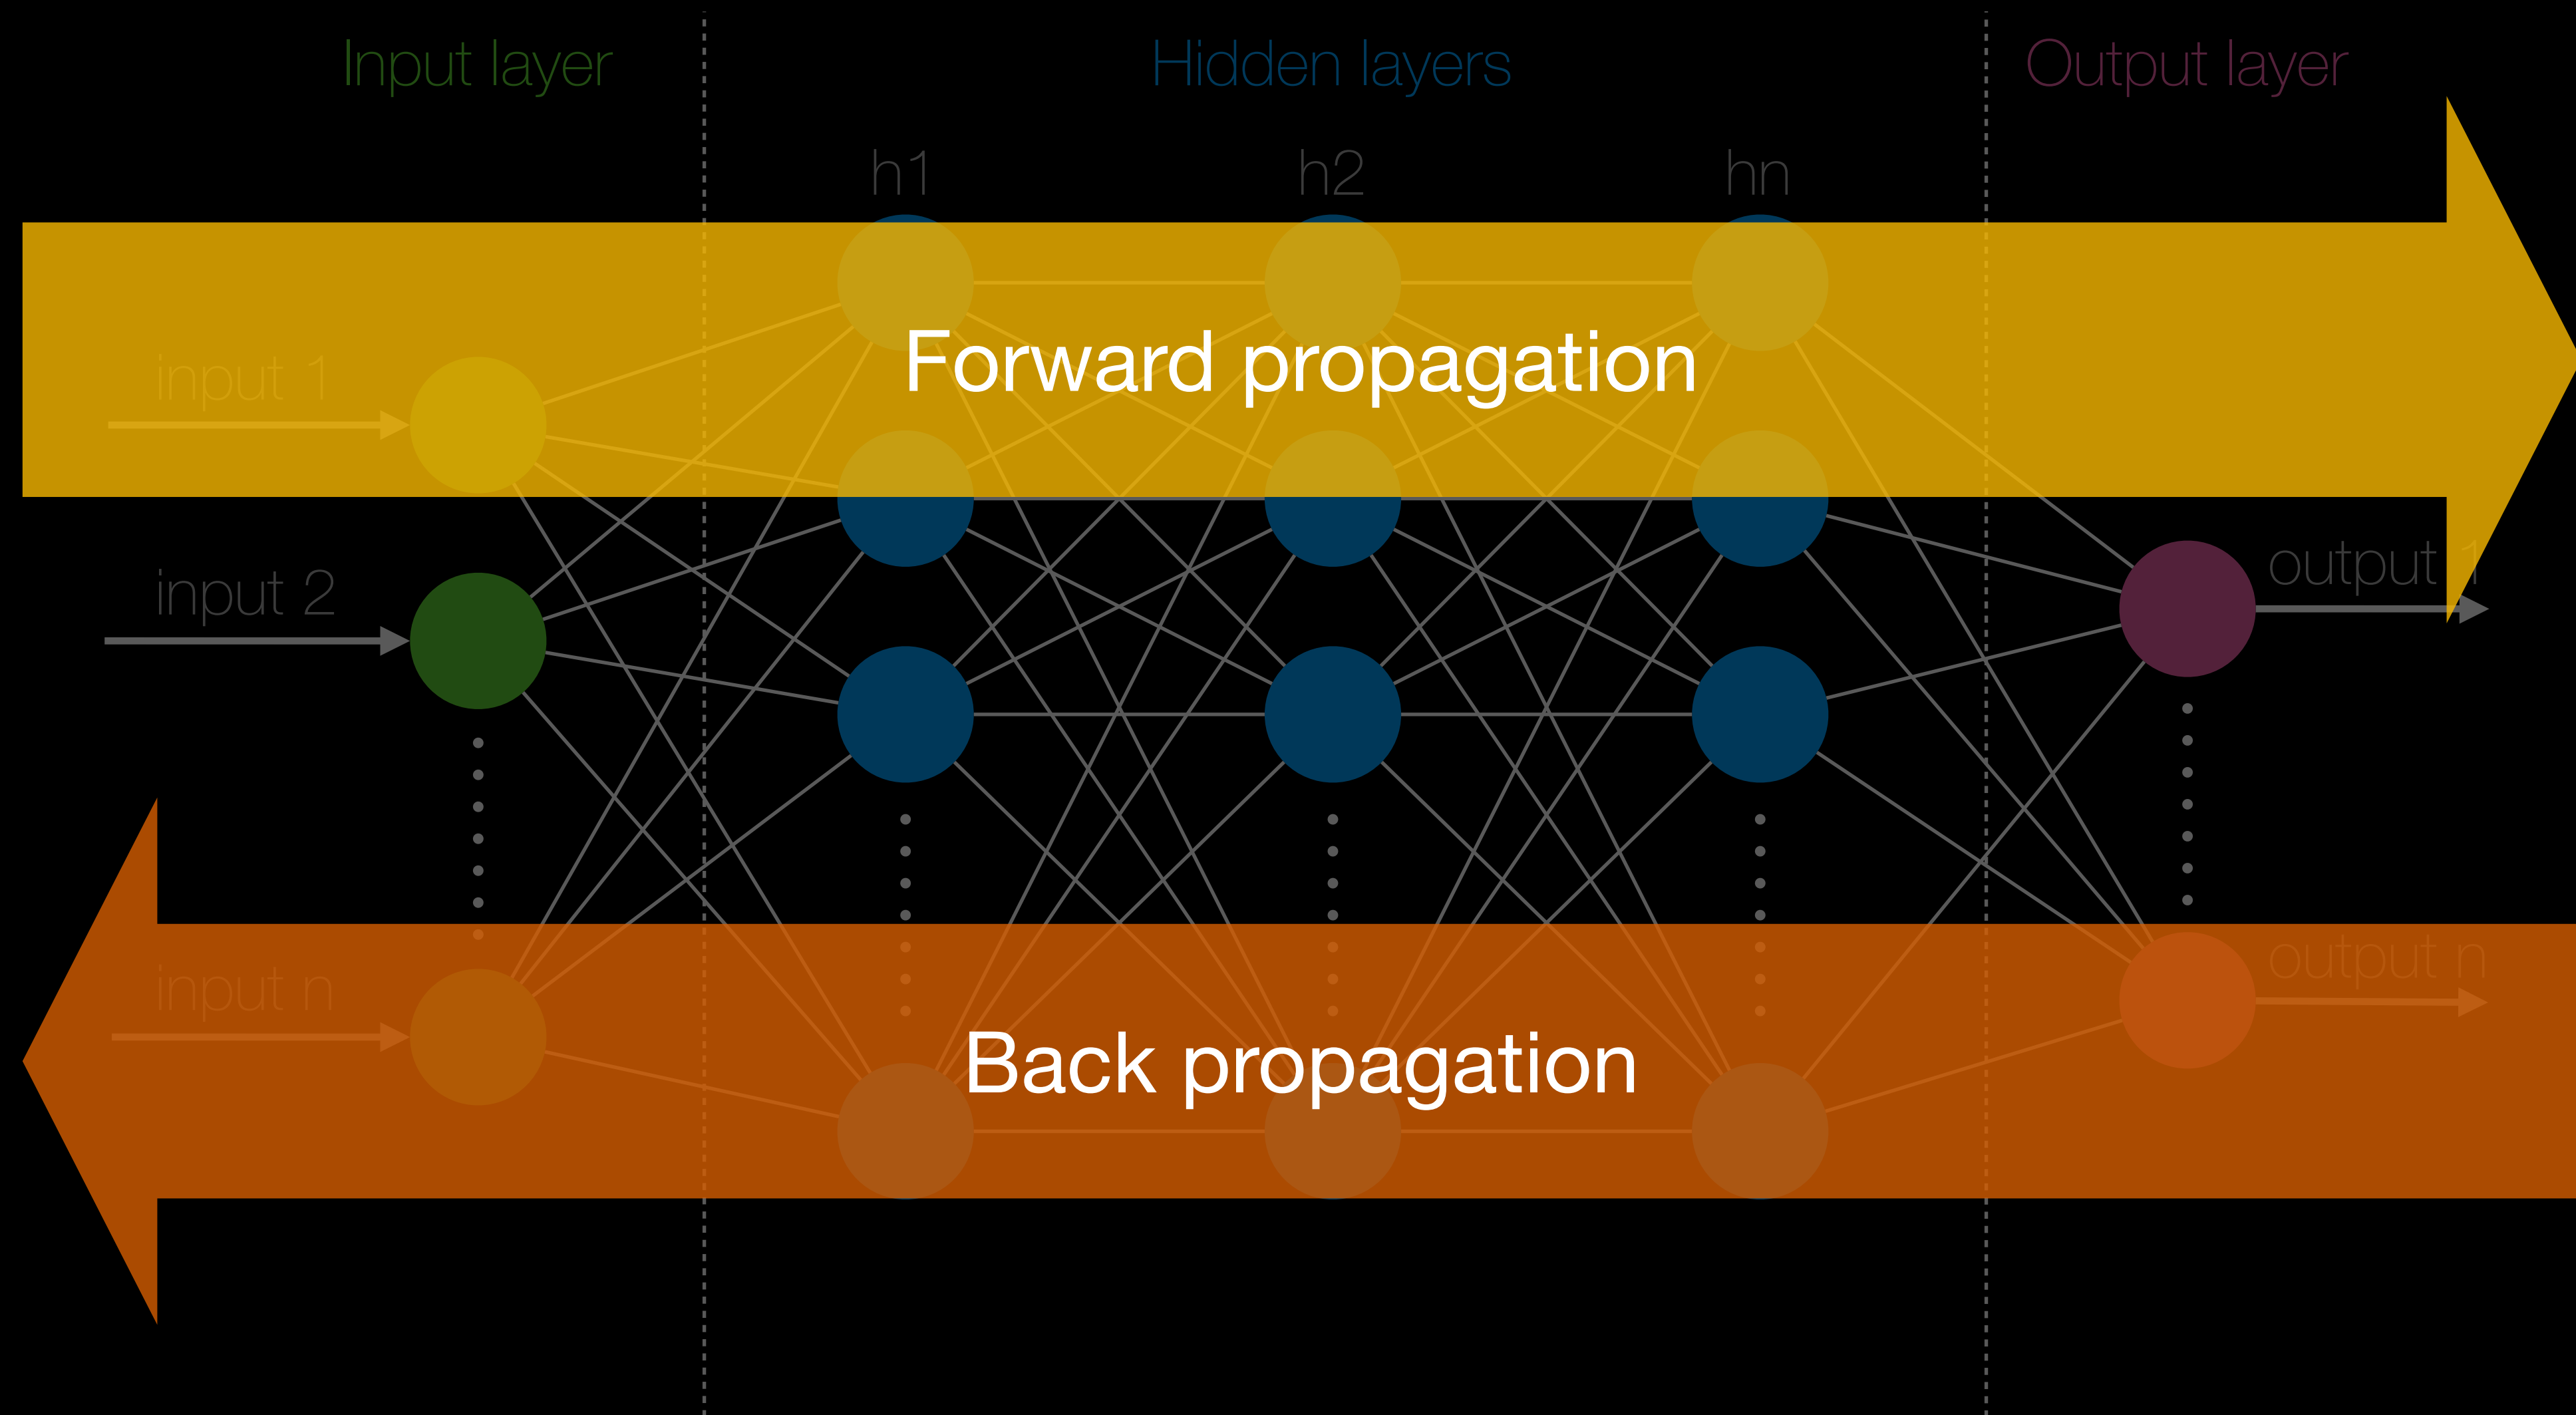 Input layer
Hidden layers
Output layer
h1
h2
hn
Forward propagation
input 1
input 2
output 1
input n
output n
Back propagation